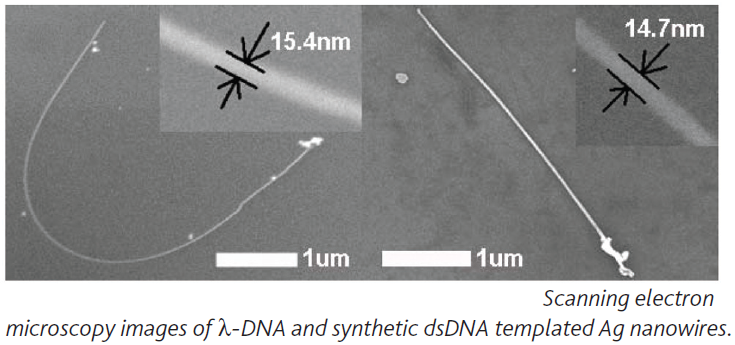 15.4nm
14.7nm
1um
1um
Scanning electron
microscopy images of λ-DNA and synthetic dsDNA templated Ag nanowires.